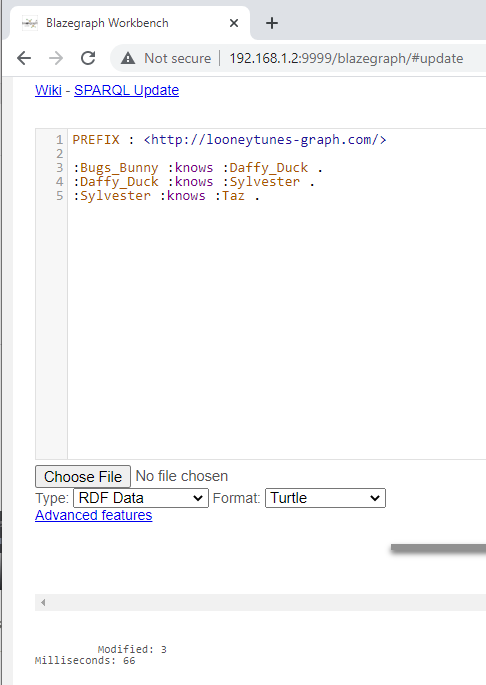 Blazegraph Workbench
Not secure | 192.168.1.2:9999/blazegraph/#update
Wiki - SPARQL Update
1 PREFIX : <http://looneytunes-graph.com/>
2
3 :Bugs_Bunny :knows :Daffy_Duck .
4 :Daffy_Duck :knows :Sylvester .
5 :Sylvester :knows :Taz .
Choose File No file chosen
Type: RDF Data Format: Turtle
Advanced features
Modified: 3
Milliseconds: 66